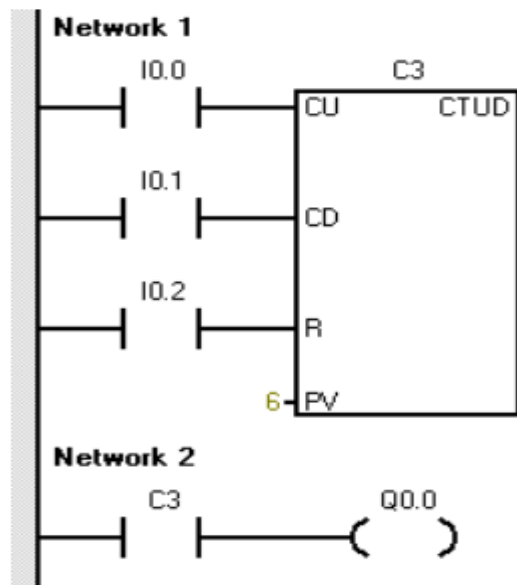 Network 1
I0.0
C3
CU CTUD
I0.1
CD
I0.2
R
6 PV
Network 2
C3
Q0.0